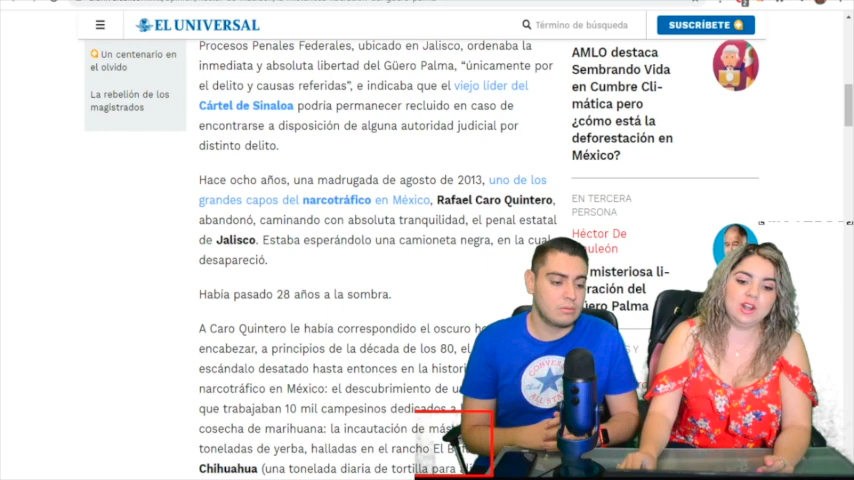 EL UNIVERSAL
Término de búsqueda
SUSCRÍBETE
Un centenario en
el olvido
La rebelión de los
magistrados
Procesos Penales Federales, ubicado en Jalisco, ordenaba la
inmediata y absoluta libertad del Güero Palma, “únicamente por
el delito y causas referidas”, e indicaba que el viejo líder del
Cártel de Sinaloa podría permanecer recluido en caso de
encontrarse a disposición de alguna autoridad judicial por
distinto delito.
Hace ocho años, una madrugada de agosto de 2013, uno de los
grandes capos del narcotráfico en México, Rafael Caro Quintero,
abandonó, caminando con absoluta tranquilidad, el penal estatal
de Jalisco. Estaba esperándolo una camioneta negra, en la cual
desapareció.
Había pasado 28 años a la sombra.
A Caro Quintero le había correspondido el oscuro
encabezar, a principios de la década de los 80, el
escándalo desatado hasta entonces en la
narcotráfico en México: el descubrimiento de
que trabajaban 10 mil campesinos dedicados a
cosecha de marihuana: la incautación de
toneladas de yerba, halladas en el rancho El
Chihuahua (una tonelada diaria de tortilla para
AMLO destaca
Sembrando Vida
en Cumbre Cli-
mática pero
¿cómo está la
deforestación en
México?
EN TERCERA
PERSONA
Héctor De
misteriosa li-
ración del
Palma
CONVERSE
ALL STAR